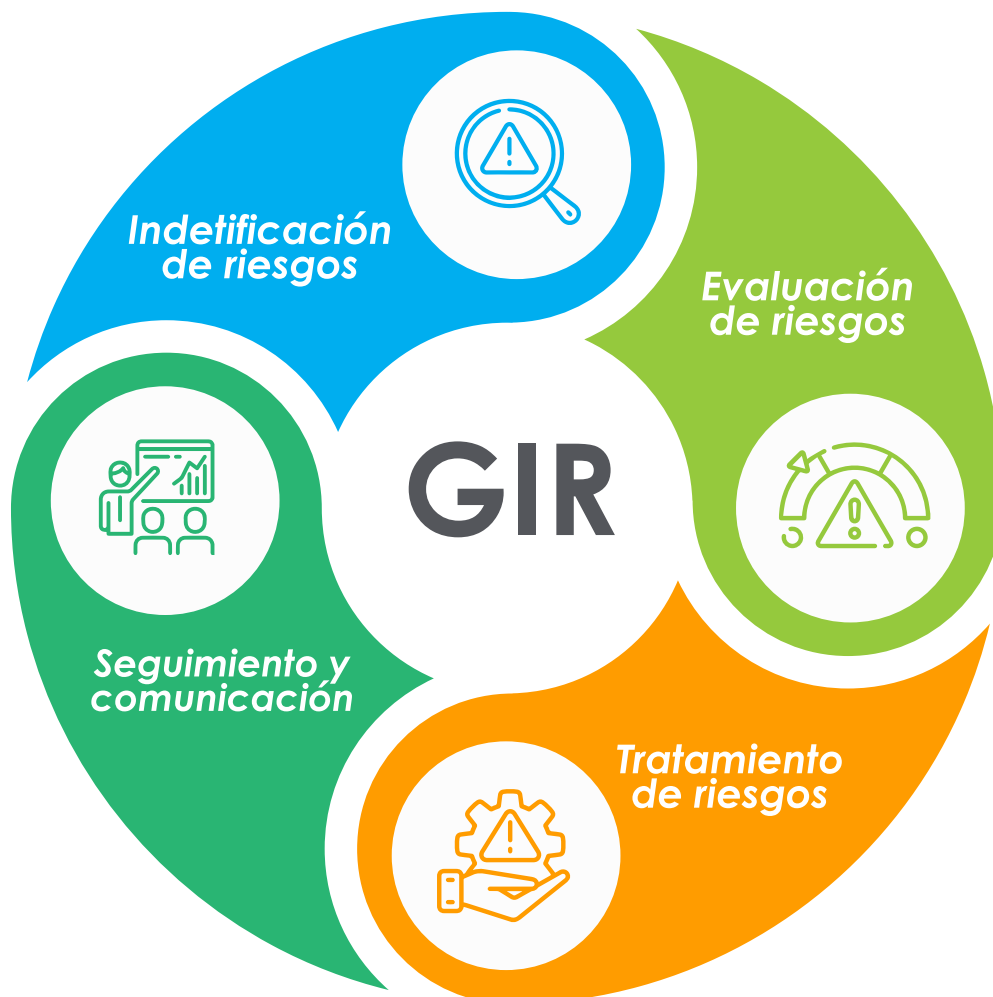 Indetificación
de riesgos
Evaluación
de riesgos
GIR
Seguimiento y
comunicación
Tratamiento
de riesgos